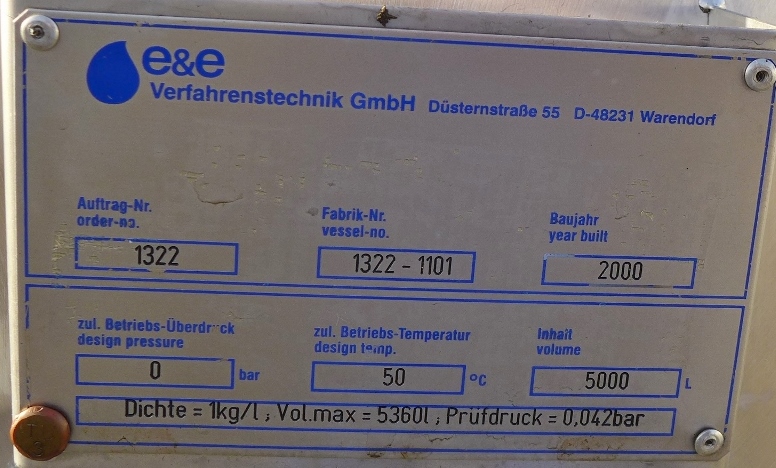 e&e
Verfahrenstechnik GmbH Düsternstraße 55 D-48231 Warendorf
Auftrag-Nr. Fabrik-Nr. Baujahr
order-no. vessel-no. year built
1322 1322 - 1101 2000
zul. Betriebs-Überdruck zul. Betriebs-Temperatur Inhalt
design pressure design temp. volume
0 bar 50 °C 5000 L
Dichte = 1kg/l ; Vol.max = 5360l ; Prüfdruck = 0,042bar